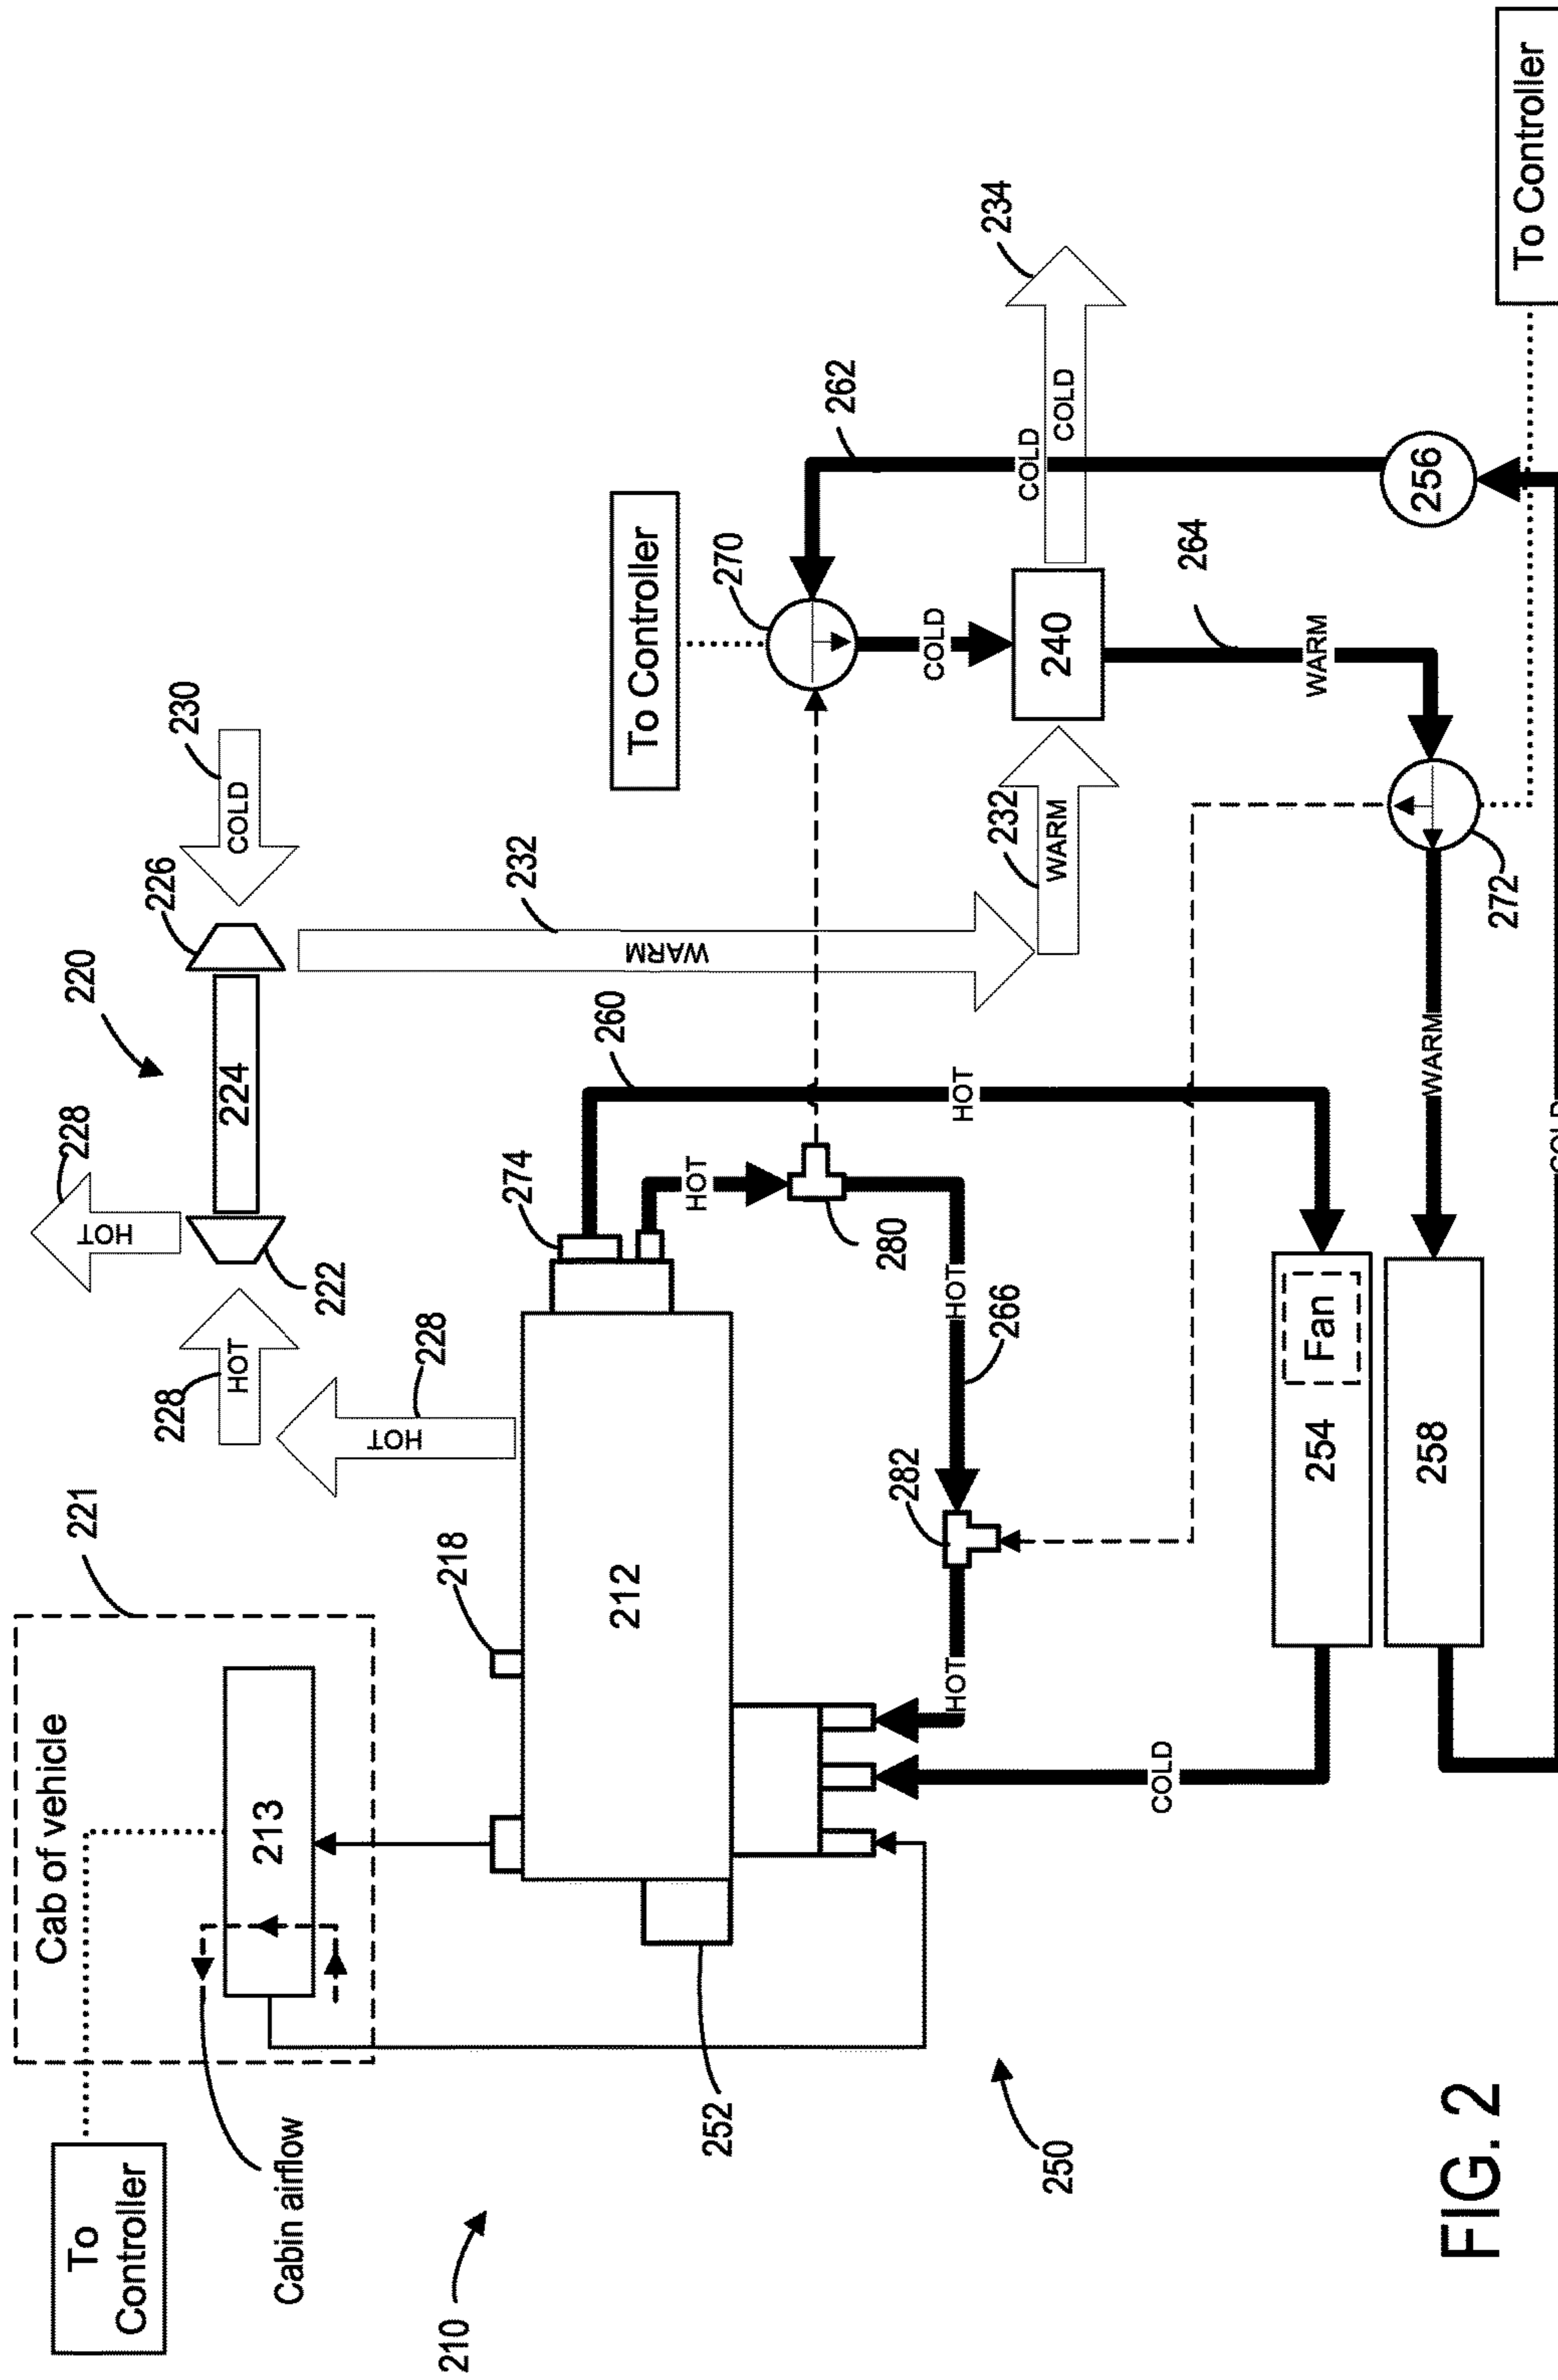 Cab of vehicle
To
Controller
221
228
220
HOT
226
230
228
HOT
224
COLD
213
Cabin airflow
222
HOT
228
210
218
232
212
274
260
To Controller
WARM
HOT
252
270
262
280
282
HOT
HOT
HOT
266
COLD
234
232
COLD
COLD
250
WARM
240
COLD
HOT
264
254
Fan
WARM
258
WARM
256
272
To Controller
COLD
FIG. 2